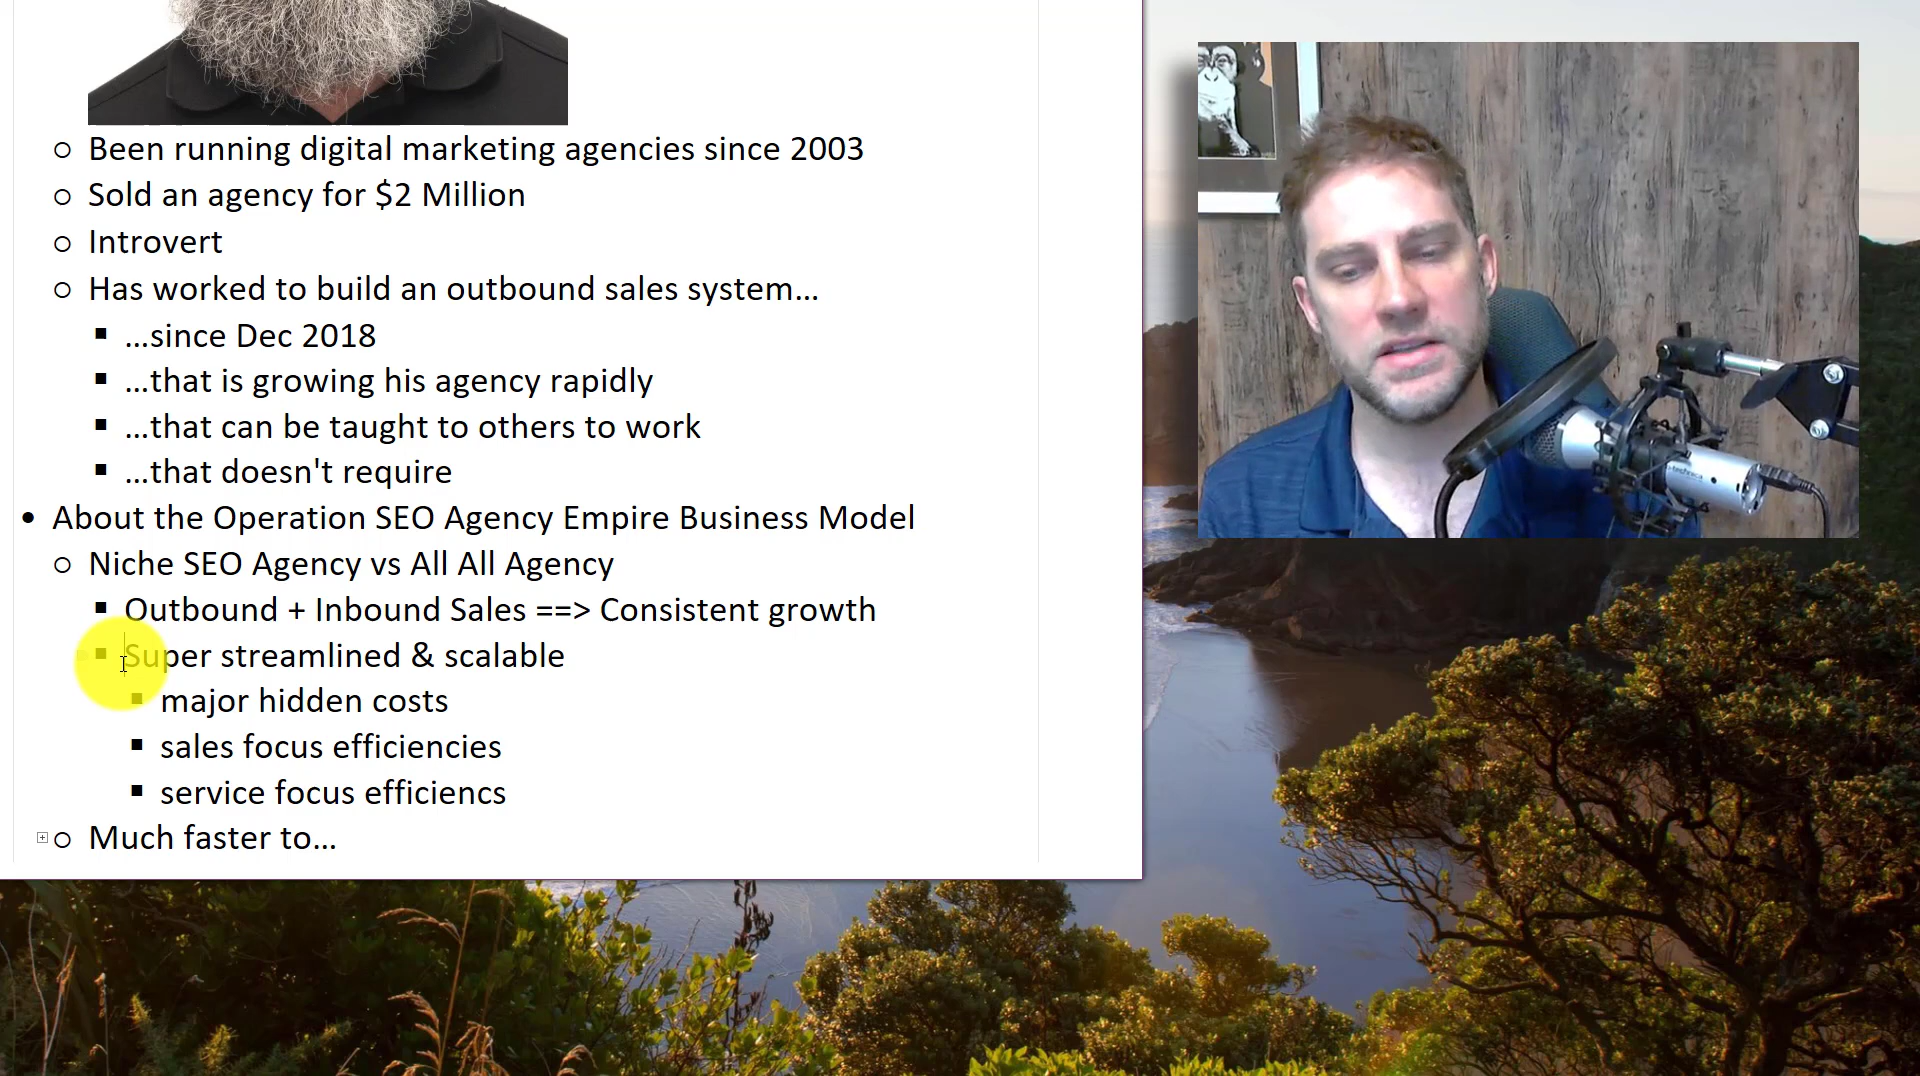 Been running digital marketing agencies since 2003
Sold an agency for $2 Million
Introvert
Has worked to build an outbound sales system...
...since Dec 2018
...that is growing his agency rapidly
...that can be taught to others to work
...that doesn't require
About the Operation SEO Agency Empire Business Model
Niche SEO Agency vs All All Agency
Outbound + Inbound Sales ==> Consistent growth
Super streamlined & scalable
major hidden costs
sales focus efficiencies
service focus efficiencs
Much faster to...